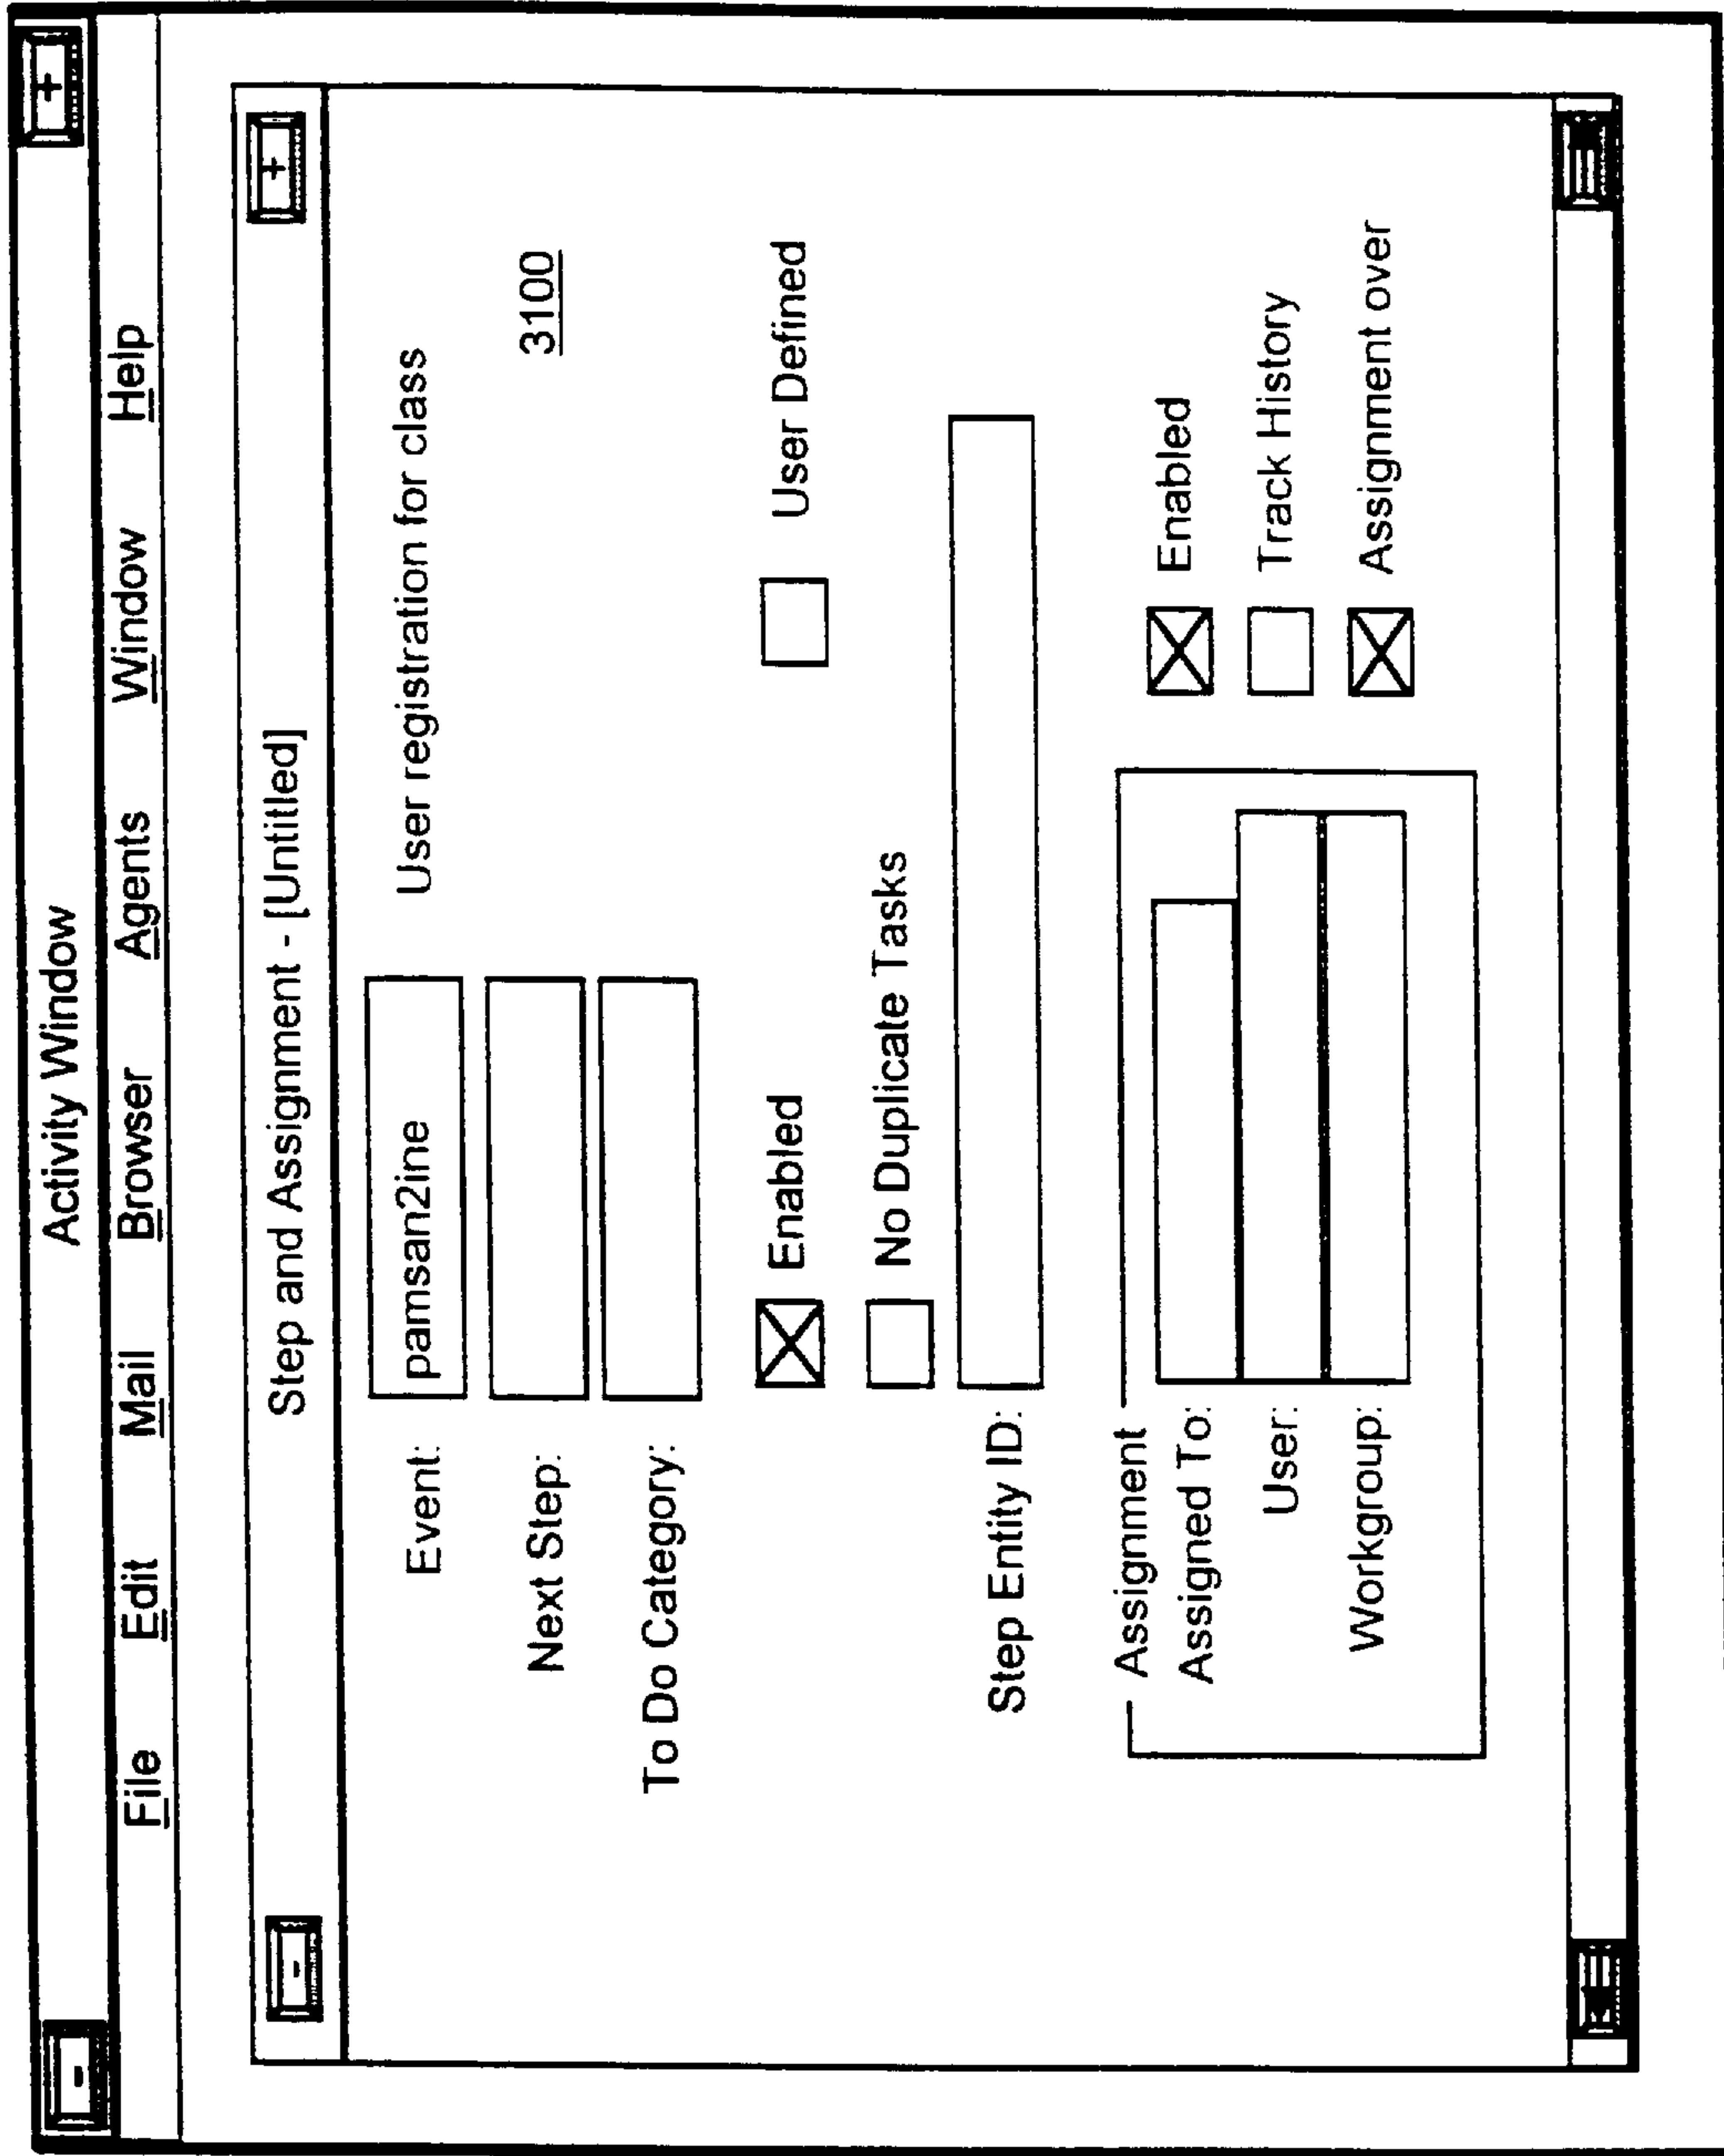 Activity Window
File Edit Mail Browser Agents Window Help
Step and Assignment - [Untitled]
Event: pamsan2ine User registration for class
Next Step:
3100
To Do Category:
Enabled User Defined
No Duplicate Tasks
Step Entity ID:
Assignment
Assigned To: Enabled
User: Track History
Workgroup: Assignment over